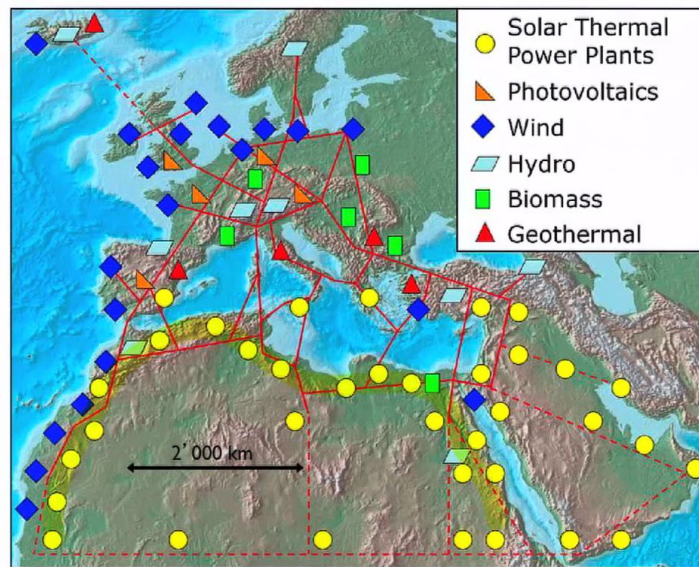 Solar Thermal
Power Plants
Photovoltaics
Wind
Hydro
Biomass
Geothermal
2'000 km